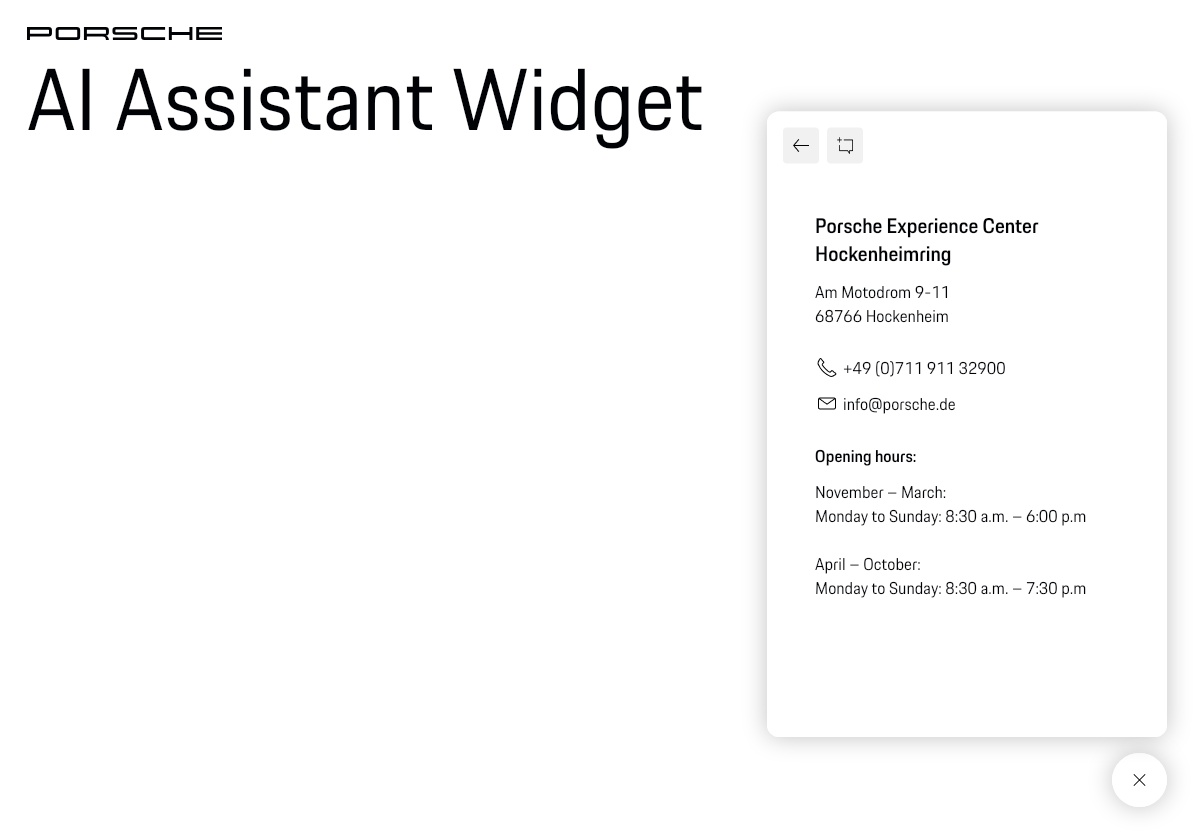 PORSCHE
AI Assistant Widget
Porsche Experience Center
Hockenheimring
Am Motodrom 9-11
68766 Hockenheim
+49 (0)711 911 32900
info@porsche.de
Opening hours:
November – March:
Monday to Sunday: 8:30 a.m. – 6:00 p.m
April – October:
Monday to Sunday: 8:30 a.m. – 7:30 p.m